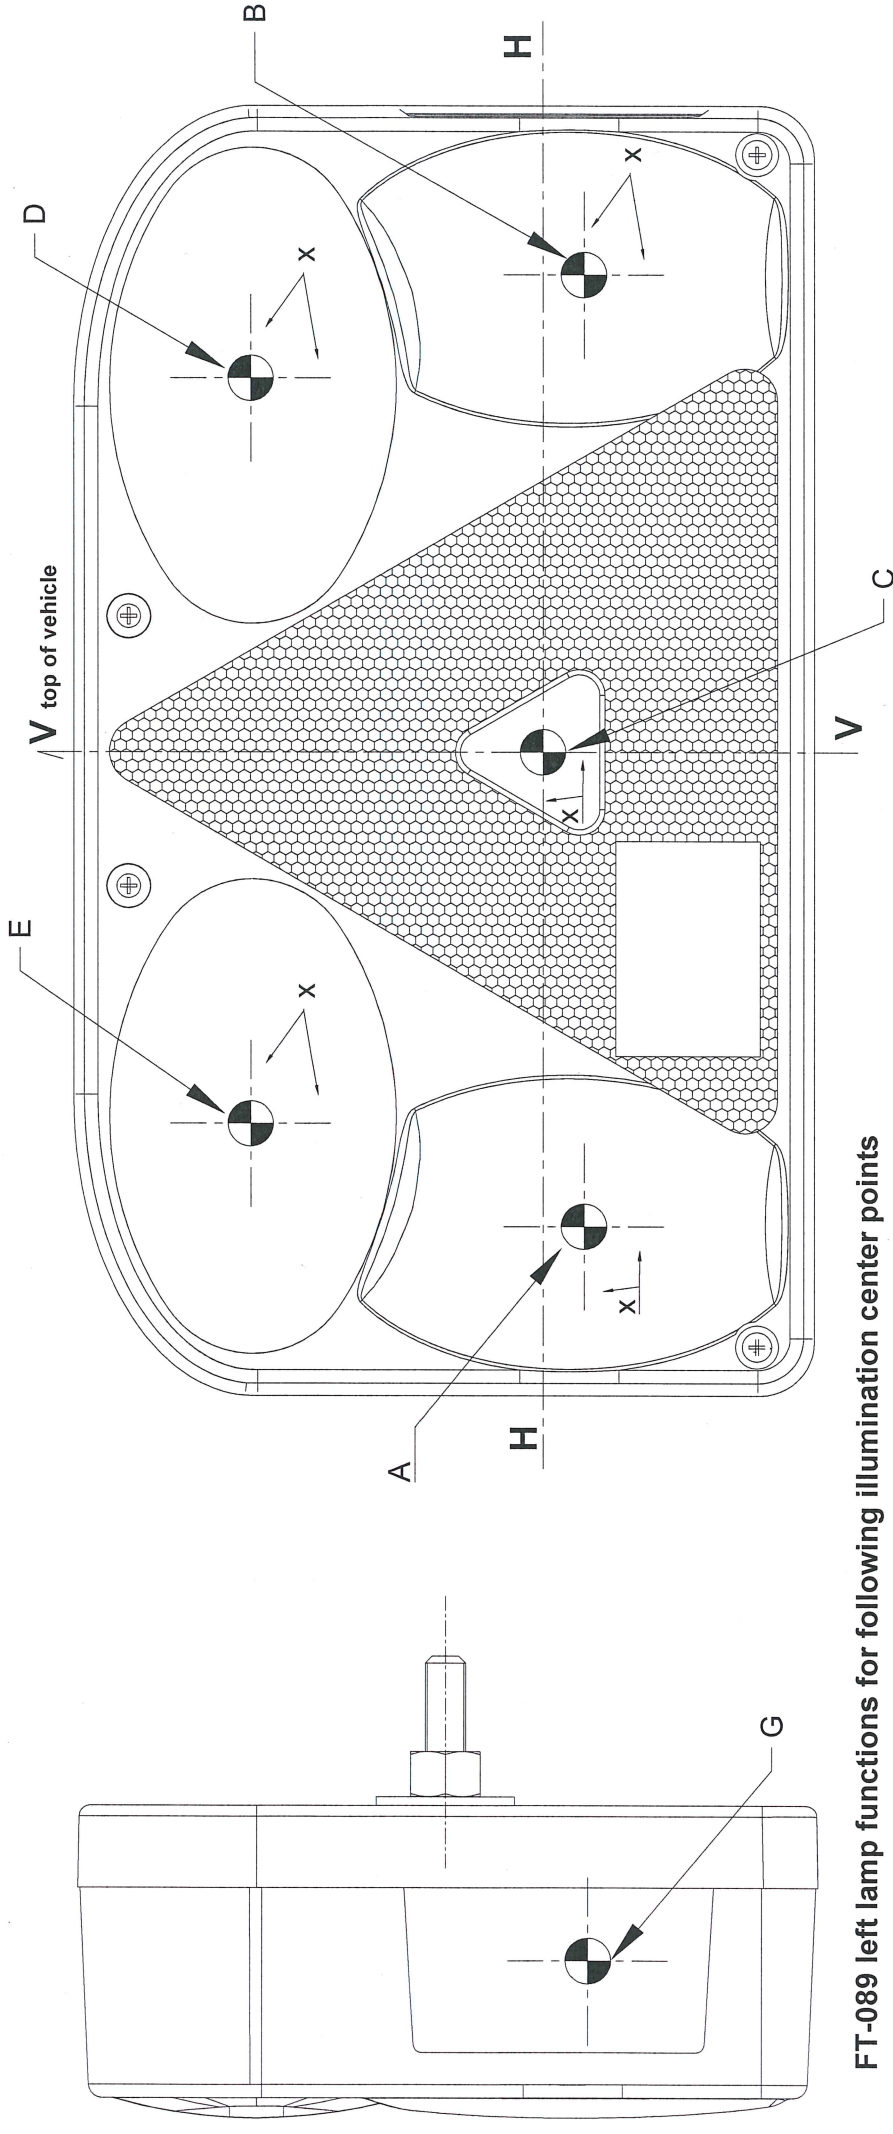 E
D
B
V top of vehicle
x
x
x
H
H
x
x
A
C
V
G
FT-089 left lamp functions for following illumination center points